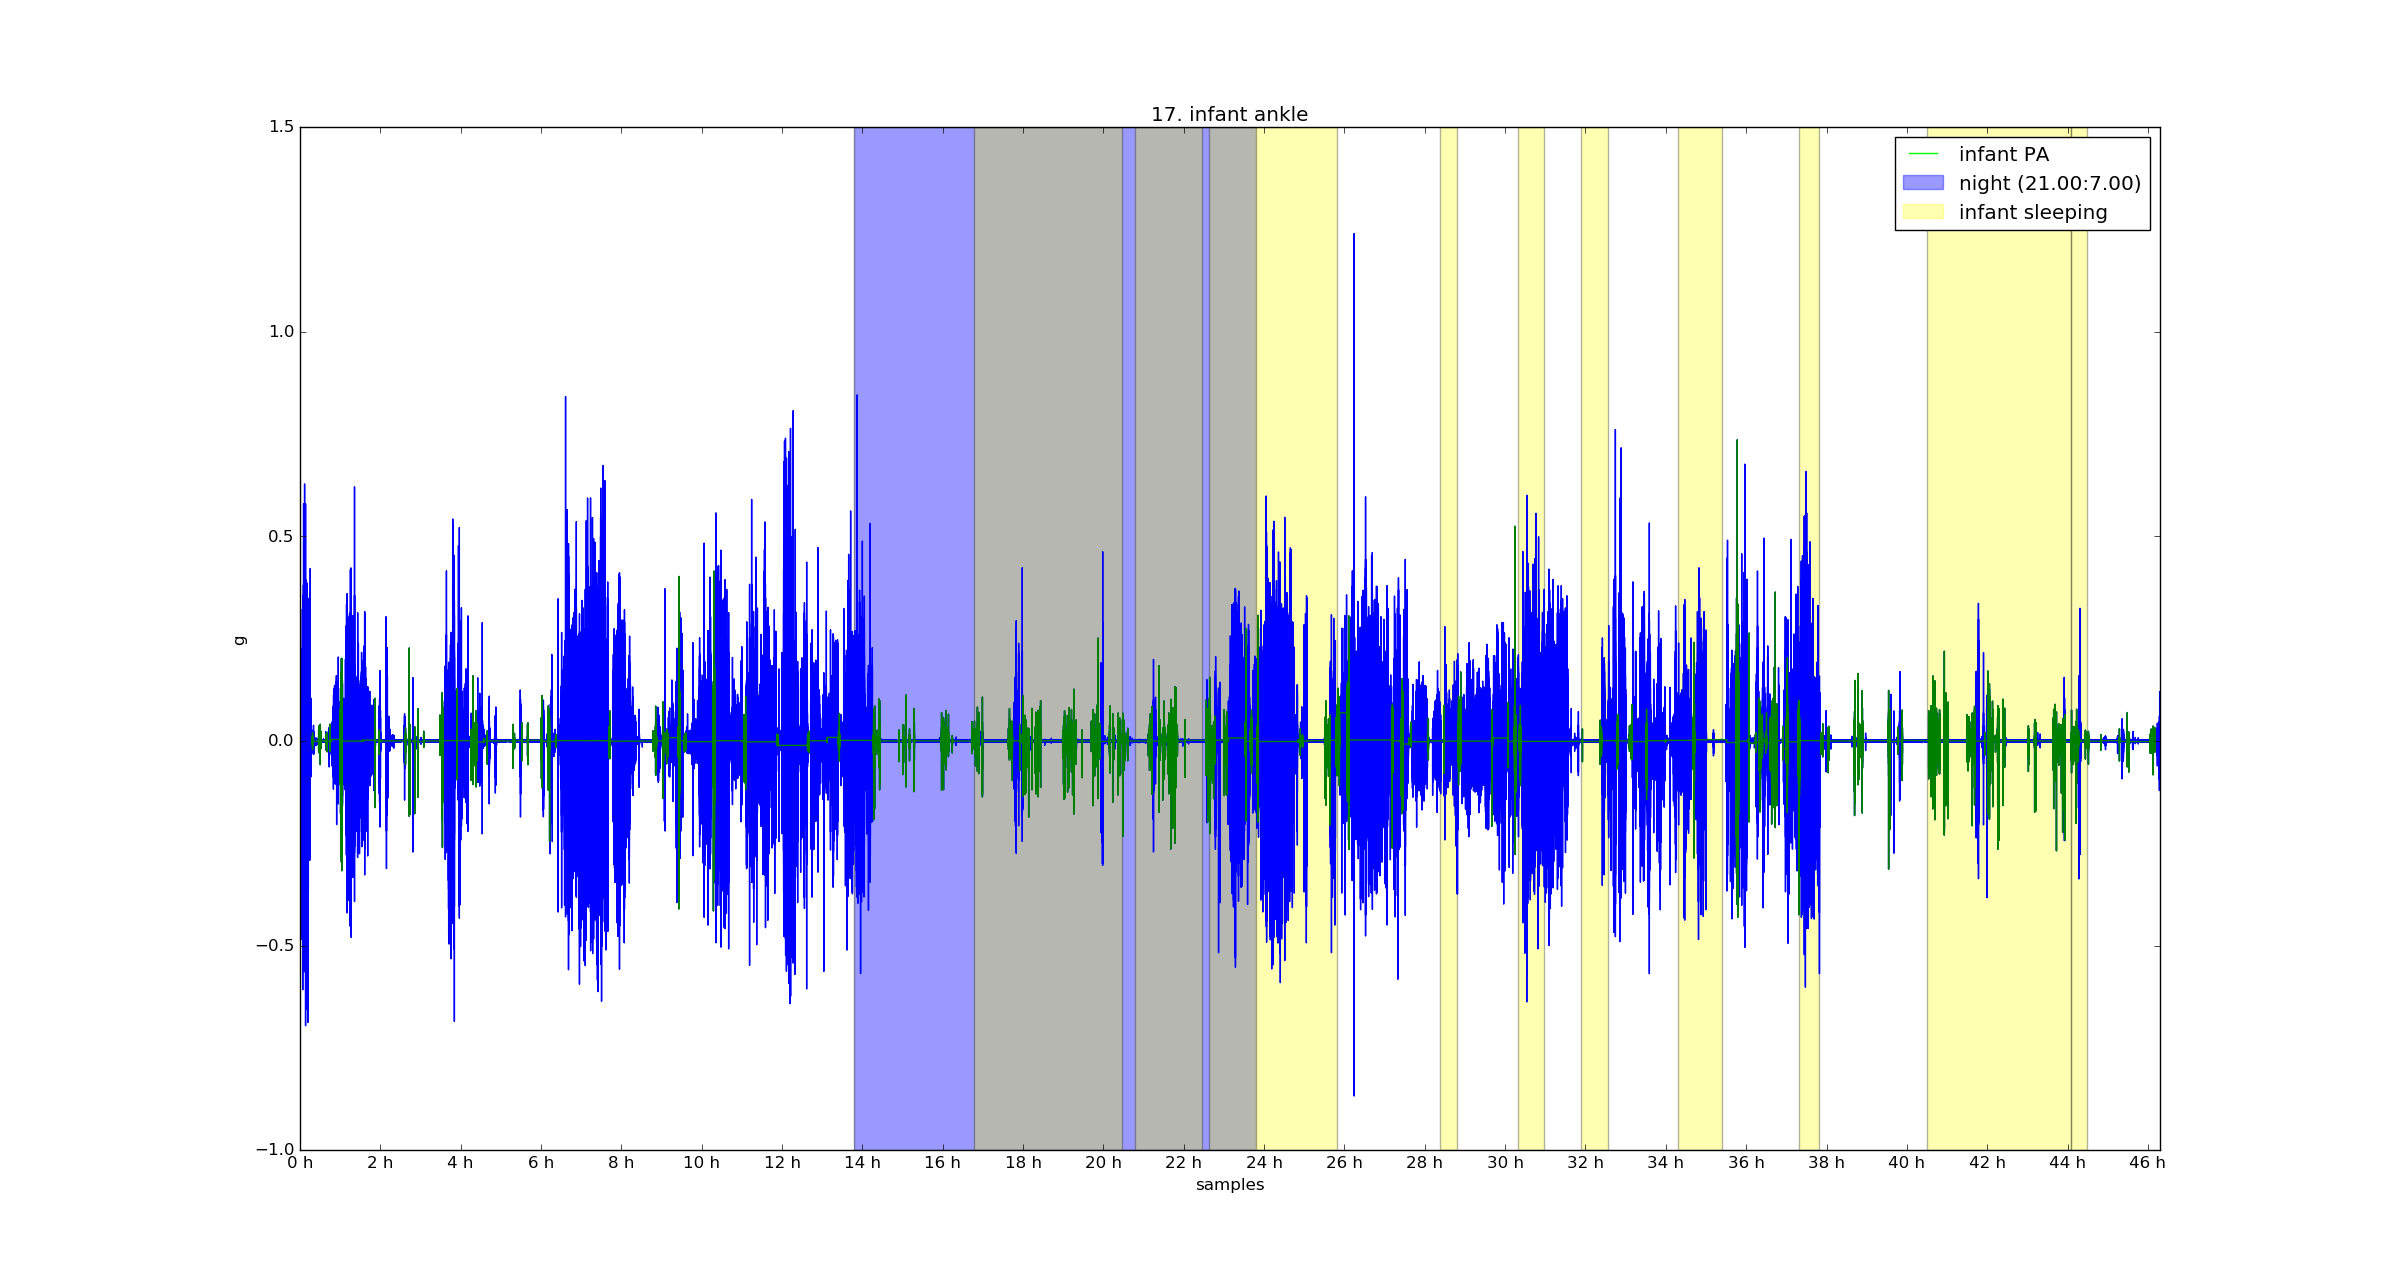 17. infant ankle
1.5
1.0
0.5
0.0
−0.5
−1.0
g
infant PA
night (21.00:7.00)
infant sleeping
0 h 2 h 4 h 6 h 8 h 10 h 12 h 14 h 16 h 18 h 20 h 22 h 24 h 26 h 28 h 30 h 32 h 34 h 36 h 38 h 40 h 42 h 44 h 46 h
samples